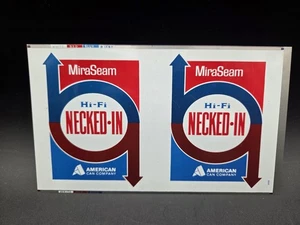 MiraSeam
Hi-Fi
NECKED-IN
AMERICAN
CAN COMPANY
MiraSeam
Hi-Fi
NECKED-IN
AMERICAN
CAN COMPANY